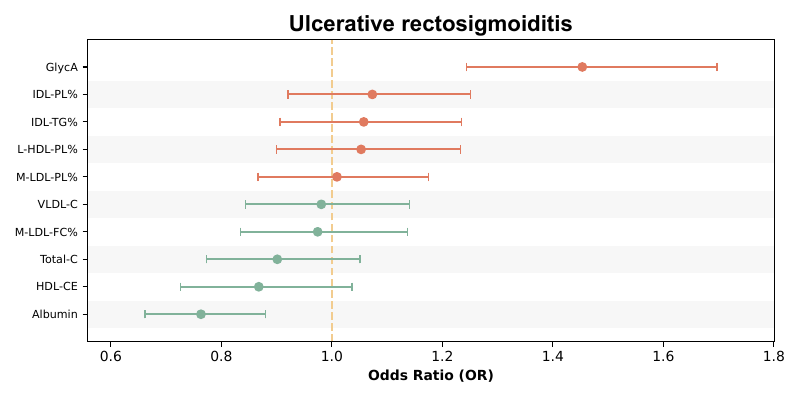 Ulcerative rectosigmoiditis
GlycA
IDL-PL%
IDL-TG%
L-HDL-PL%
M-LDL-PL%
VLDL-C
M-LDL-FC%
Total-C
HDL-CE
Albumin
0.6 0.8 1.0 1.2 1.4 1.6 1.8
Odds Ratio (OR)